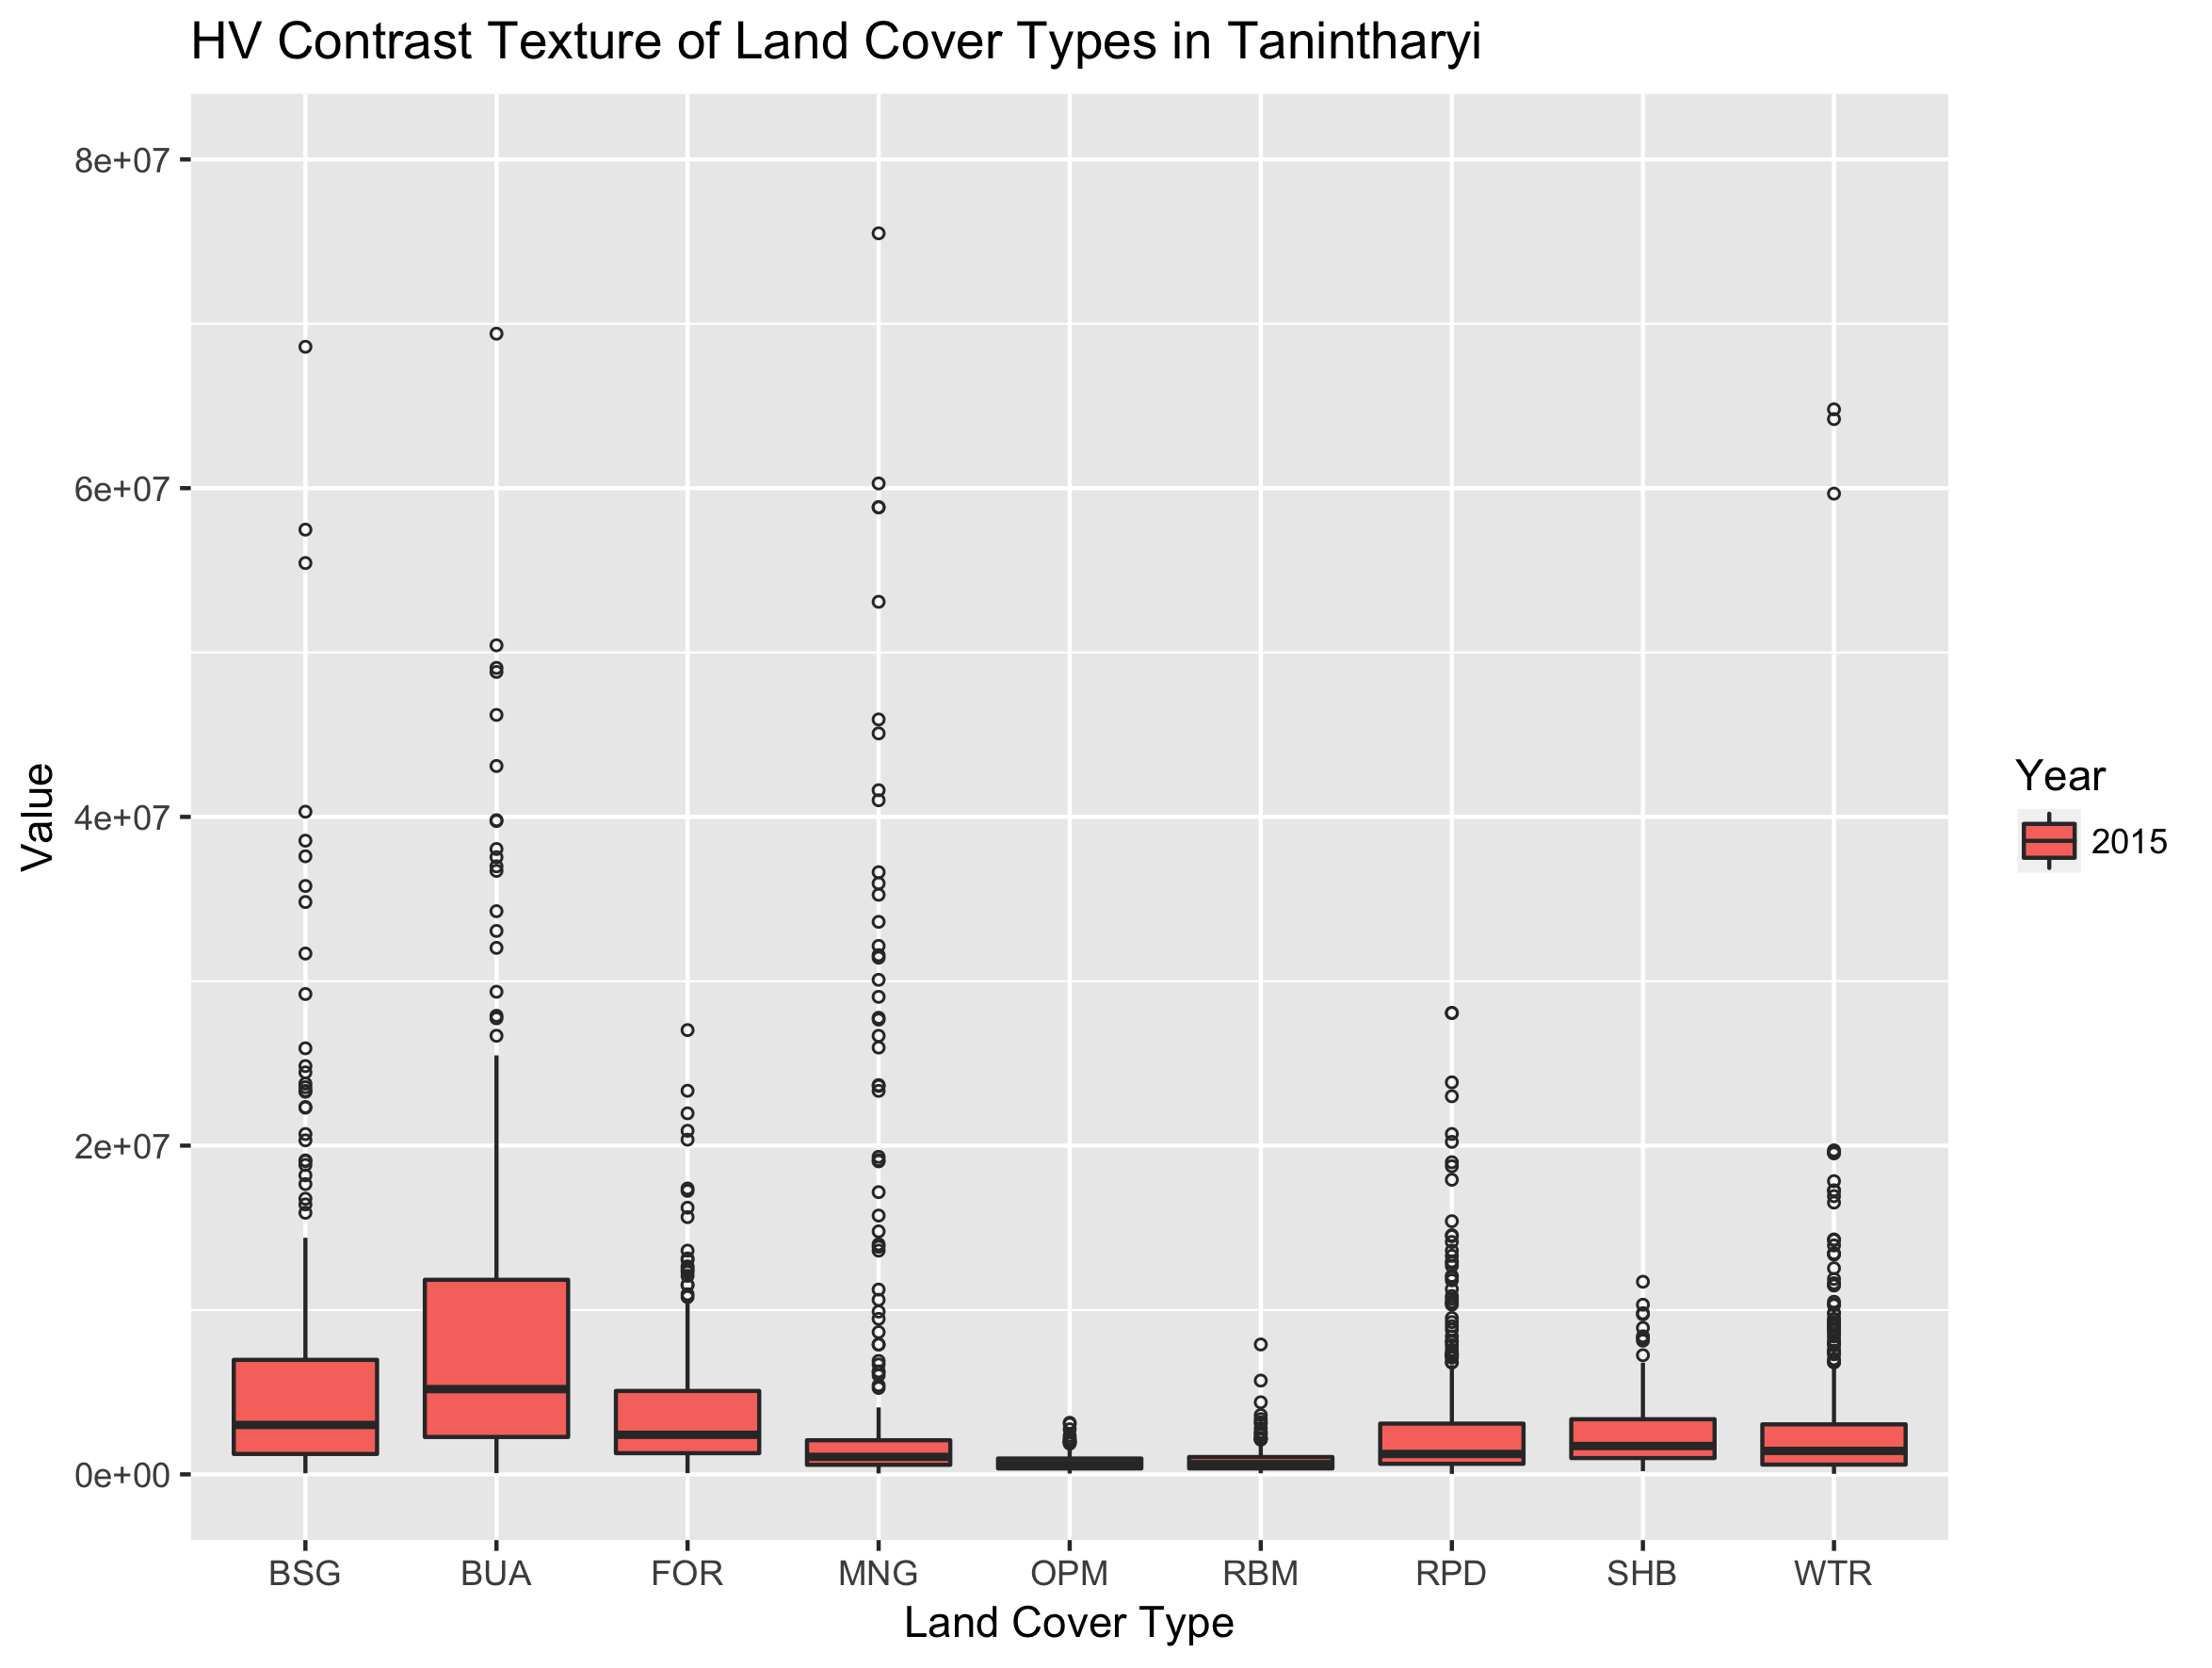 HV Contrast Texture of Land Cover Types in Tanintharyi
8e+07
6e+07
4e+07
2e+07
0e+00
Value
BSG BUA FOR MNG OPM RBM RPD SHB WTR
Land Cover Type
Year
2015